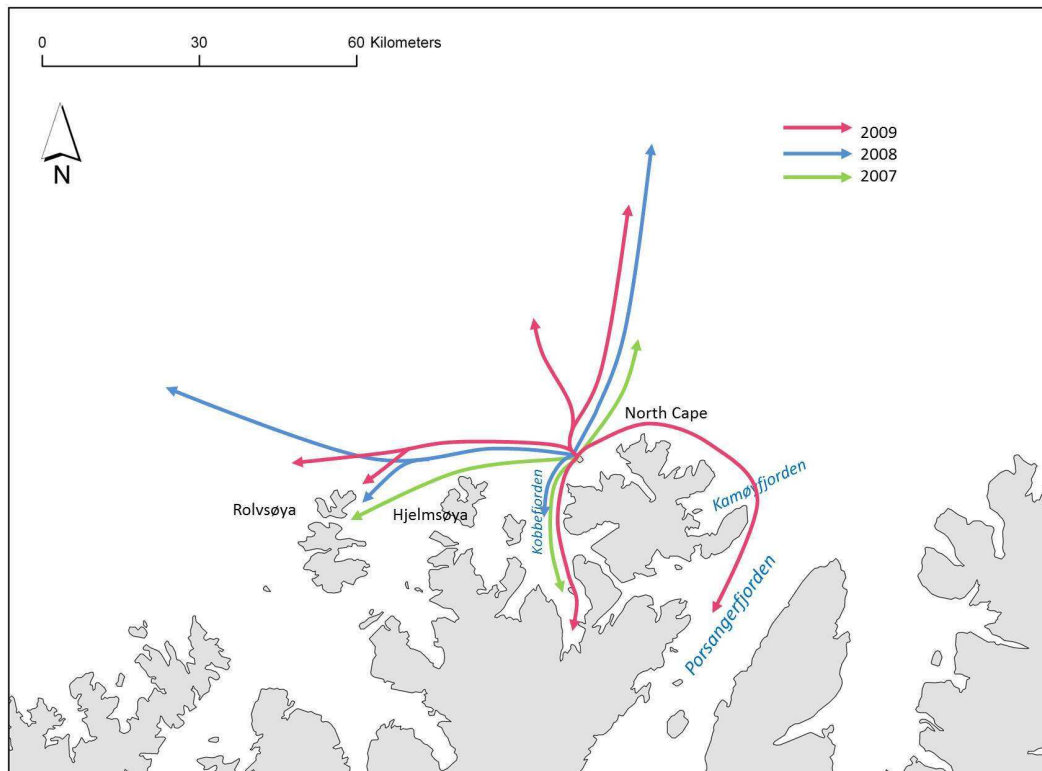 0 30 60 Kilometers
N
2009
2008
2007
North Cape
Kamøyfjorden
Rolvsøya
Hjelmsøya
Kobbefjorden
Porsangerfjorden